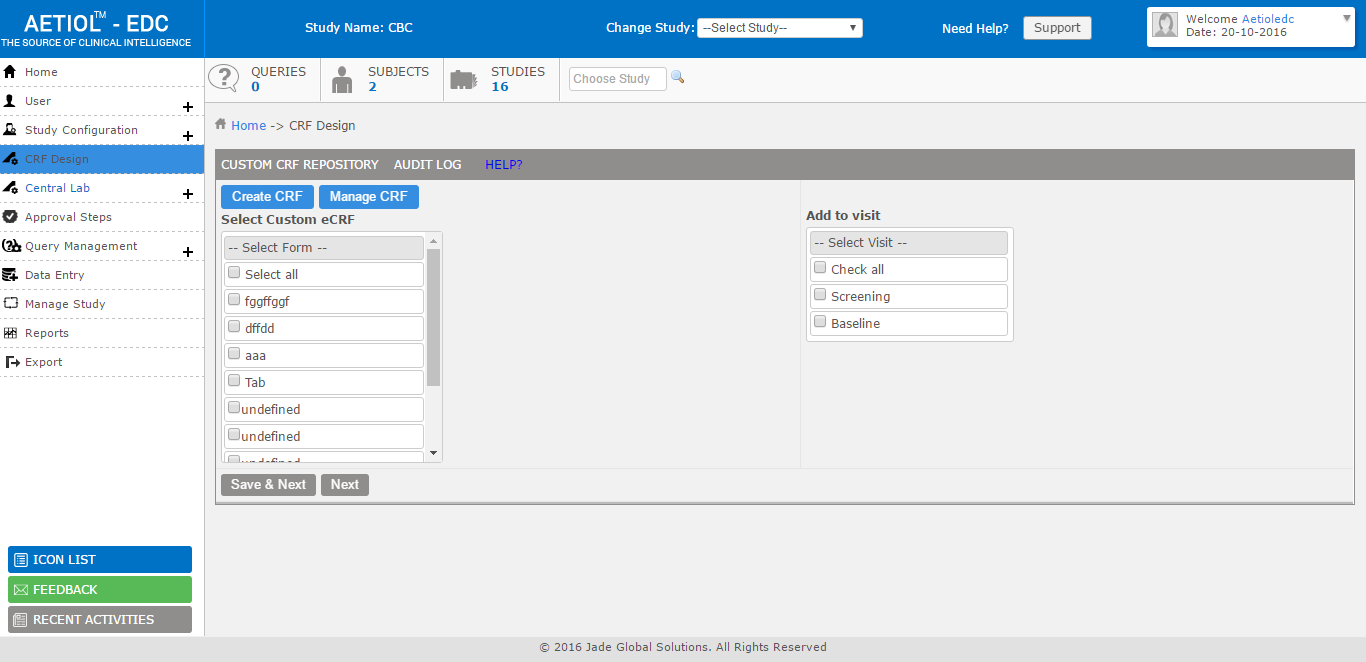 AETIOL™ - EDC
THE SOURCE OF CLINICAL INTELLIGENCE
Study Name: CBC
Change Study: --Select Study--
Need Help? Support
Welcome Aetioledc
Date: 20-10-2016
Home
User
Study Configuration
CRF Design
Central Lab
Approval Steps
Query Management
Data Entry
Manage Study
Reports
Export
QUERIES
0
SUBJECTS
2
STUDIES
16
Choose Study
Home -> CRF Design
CUSTOM CRF REPOSITORY AUDIT LOG HELP?
Create CRF Manage CRF
Select Custom eCRF
-- Select Form --
Select all
fggffggf
dffdd
aaa
Tab
undefined
undefined
undefined
Add to visit
-- Select Visit --
Check all
Screening
Baseline
Save & Next Next
ICON LIST
FEEDBACK
RECENT ACTIVITIES
© 2016 Jade Global Solutions. All Rights Reserved